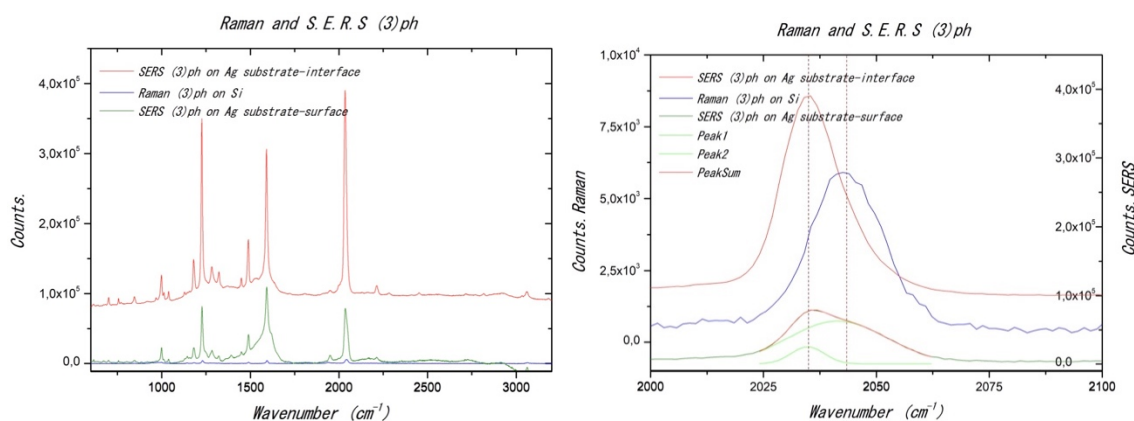 Raman and S.E.R.S (3)ph
SERS (3)ph on Ag substrate-interface
Raman (3)ph on Si
SERS (3)ph on Ag substrate-surface
4,0x10⁵
3,0x10⁵
2,0x10⁵
1,0x10⁵
0,0
Counts.
1000 1500 2000 2500 3000
Wavenumber (cm⁻¹)
Raman and S.E.R.S (3)ph
SERS (3)ph on Ag substrate-interface
Raman (3)ph on Si
SERS (3)ph on Ag substrate-surface
Peak1
Peak2
PeakSum
1,0x10⁴
7,5x10³
5,0x10³
2,5x10³
0,0
Counts.Raman
4,0x10⁵
3,0x10⁵
2,0x10⁵
1,0x10⁵
0,0
Counts.SERS
2000 2025 2050 2075 2100
Wavenumber (cm⁻¹)